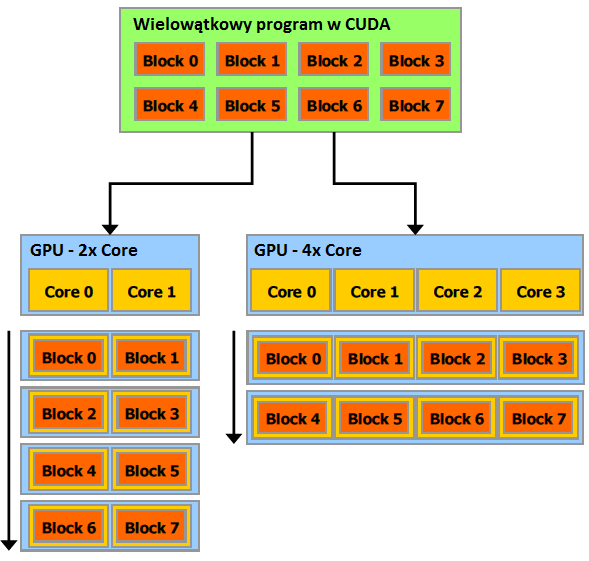 Wielowątkowy program w CUDA
Block 0 Block 1 Block 2 Block 3
Block 4 Block 5 Block 6 Block 7
GPU - 2x Core
Core 0 Core 1
Block 0 Block 1
Block 2 Block 3
Block 4 Block 5
Block 6 Block 7
GPU - 4x Core
Core 0 Core 1 Core 2 Core 3
Block 0 Block 1 Block 2 Block 3
Block 4 Block 5 Block 6 Block 7